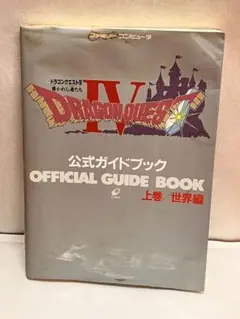 ファミリーコンピュータ
ドラゴンクエストIV
導かれし者たち
IV
DRAGON QUEST
公式ガイドブック
OFFICIAL GUIDE BOOK
上巻 世界編